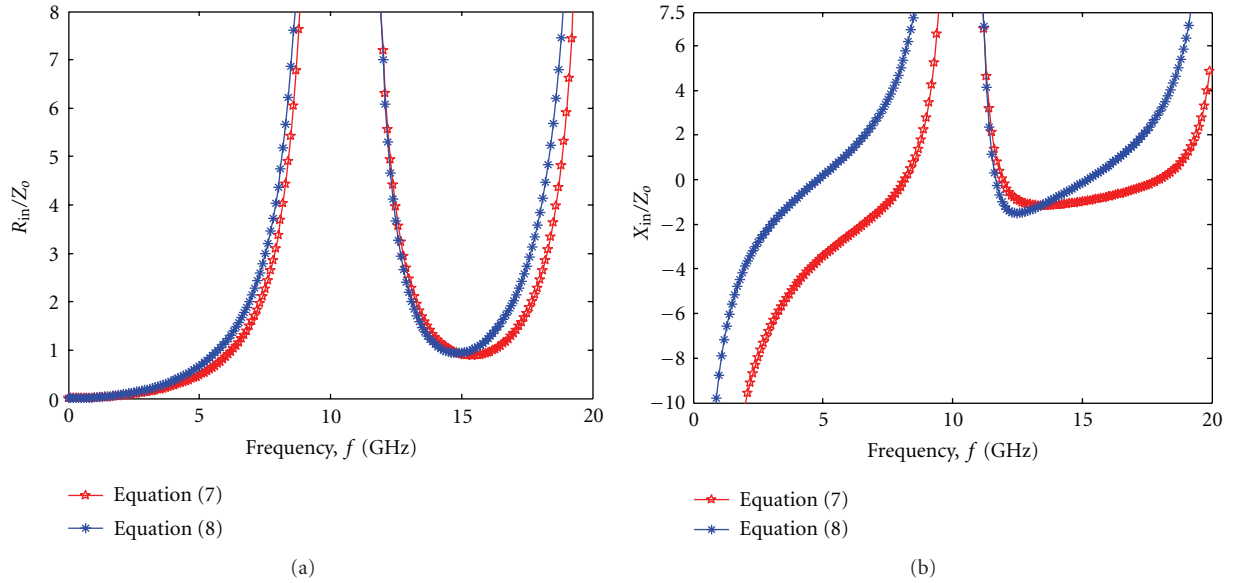 8
7
6
5
4
3
2
1
0
R_in/Z_o
0
5
10
15
20
Frequency, f (GHz)
Equation (7)
Equation (8)
(a)
7.5
6
4
2
0
−2
−4
−6
−8
−10
X_in/Z_o
0
5
10
15
20
Frequency, f (GHz)
Equation (7)
Equation (8)
(b)